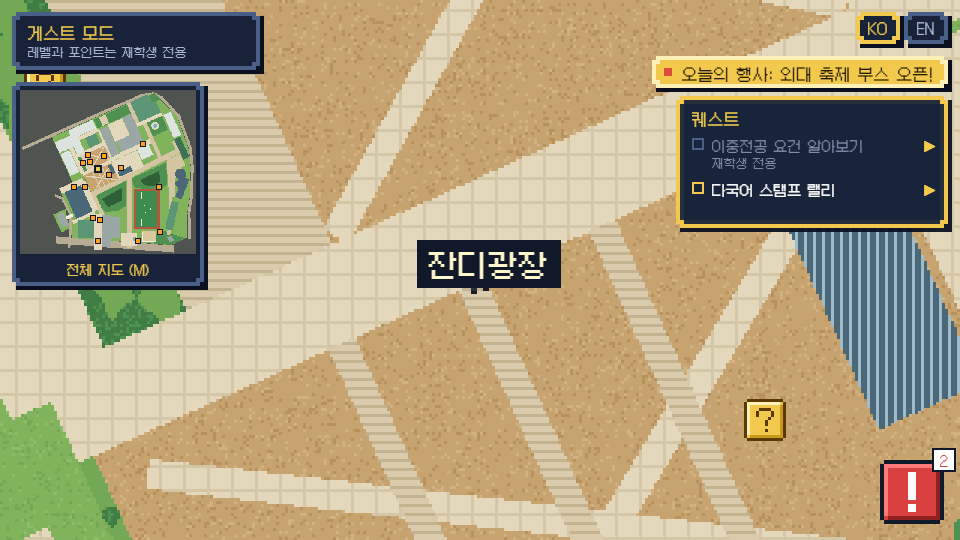 게스트 모드
레벨과 포인트는 재학생 전용
KO
EN
오늘의 행사: 외대 축제 부스 오픈!
퀘스트
이중전공 요건 알아보기
재학생 전용
다국어 스탬프 랠리
전체 지도 (M)
잔디광장
?
2
!